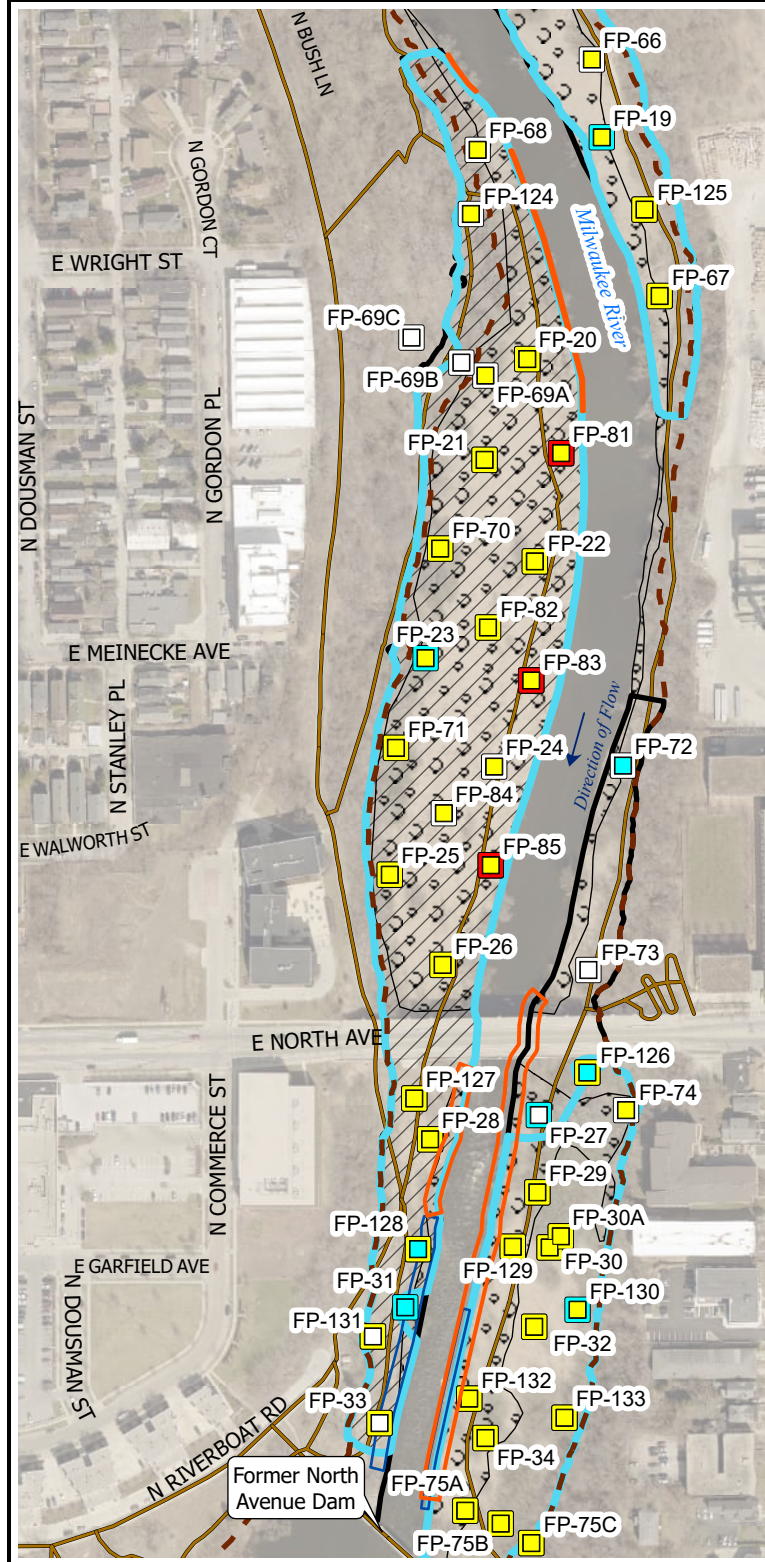 N BUSH LN
FP-66
FP-19
FP-68
N GORDON CT
FP-125
FP-124
E WRIGHT ST
Milwaukee River
FP-67
FP-69C
FP-20
FP-69B
FP-69A
N DOUSMAN ST
N GORDON PL
FP-21
FP-81
FP-70
FP-22
FP-82
E MEINECKE AVE
FP-23
FP-83
N STANLEY PL
Direction of Flow
FP-71
FP-24
FP-72
FP-84
E WALWORTH ST
FP-25
FP-85
FP-26
FP-73
E NORTH AVE
FP-126
N COMMERCE ST
FP-127
FP-74
FP-28
FP-27
FP-29
FP-128
FP-30A
FP-129
FP-30
E GARFIELD AVE
FP-31
FP-130
N DOUSMAN ST
FP-131
FP-32
FP-132
FP-33
FP-133
N RIVERBOAT RD
FP-34
Former North
Avenue Dam
FP-75A
FP-75B
FP-75C